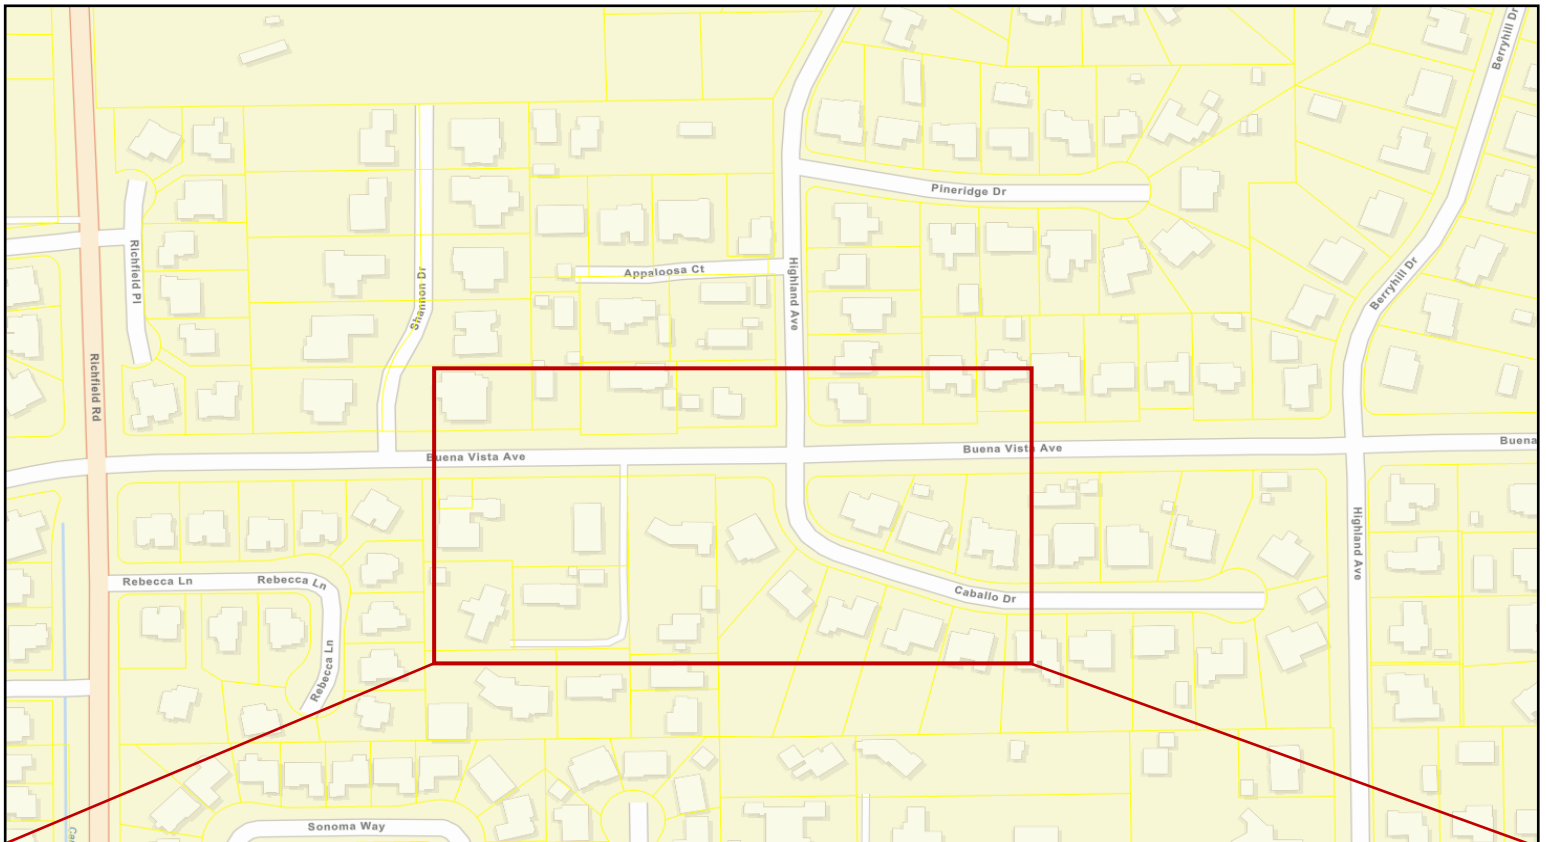 Berryhill Dr
Pineridge Dr
Richfield Pl
Shannon Dr
Appaloosa Ct
Highland Ave
Berryhill Dr
Richfield Rd
Buena Vista Ave
Buena Vista Ave
Buena
Highland Ave
Rebecca Ln
Rebecca Ln
Caballo Dr
Rebecca Ln
Sonoma Way